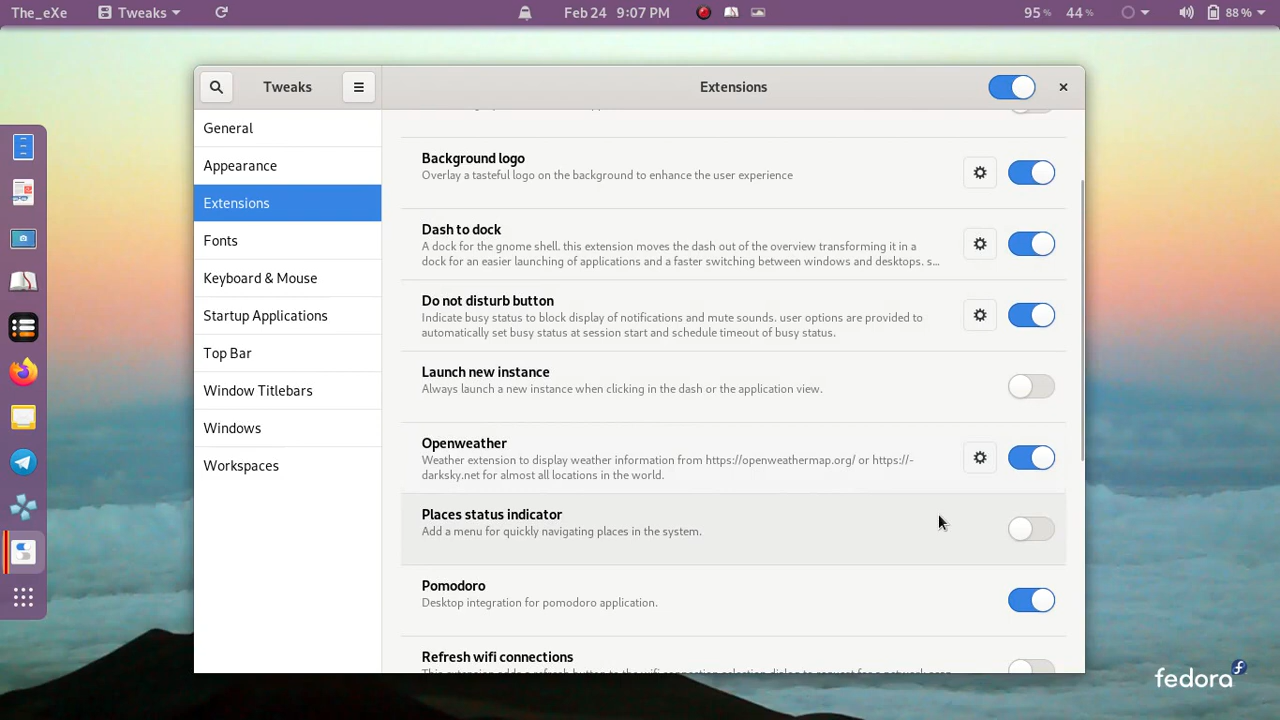 The_eXe Tweaks Feb 24 9:07 PM 95 % 44 % 88 %
Tweaks
Extensions
General
Appearance
Extensions
Fonts
Keyboard & Mouse
Startup Applications
Top Bar
Window Titlebars
Windows
Workspaces
Background logo
Overlay a tasteful logo on the background to enhance the user experience
Dash to dock
A dock for the gnome shell. this extension moves the dash out of the overview transforming it in a
dock for an easier launching of applications and a faster switching between windows and desktops. s...
Do not disturb button
Indicate busy status to block display of notifications and mute sounds. user options are provided to
automatically set busy status at session start and schedule timeout of busy status.
Launch new instance
Always launch a new instance when clicking in the dash or the application view.
Openweather
Weather extension to display weather information from https://openweathermap.org/ or https://-
darksky.net for almost all locations in the world.
Places status indicator
Add a menu for quickly navigating places in the system.
Pomodoro
Desktop integration for pomodoro application.
Refresh wifi connections
fedora